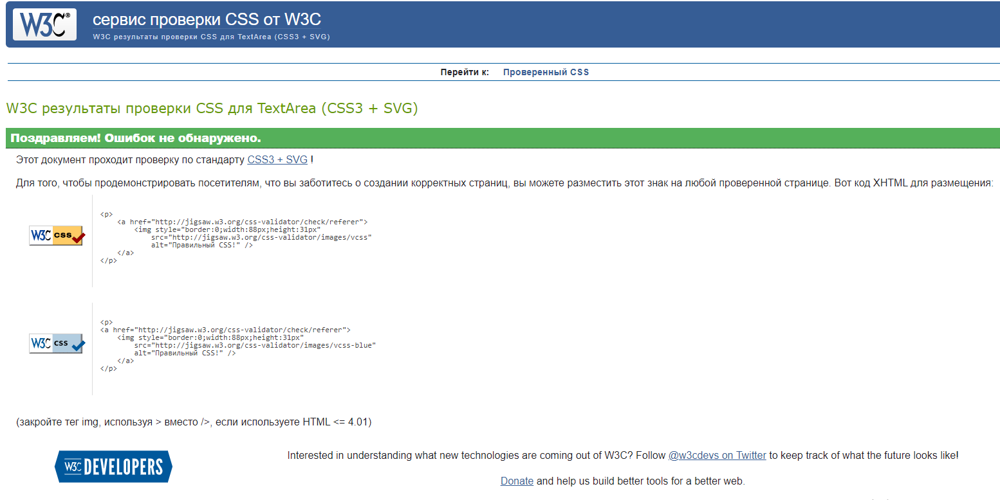 W3C® сервис проверки CSS от W3C
W3C результаты проверки CSS для TextArea (CSS3 + SVG)
Перейти к: Проверенный CSS
W3C результаты проверки CSS для TextArea (CSS3 + SVG)
Поздравляем! Ошибок не обнаружено.
Этот документ проходит проверку по стандарту CSS3 + SVG !
Для того, чтобы продемонстрировать посетителям, что вы заботитесь о создании корректных страниц, вы можете разместить этот знак на любой проверенной странице. Вот код XHTML для размещения:
W3C css
<p>
<a href="http://jigsaw.w3.org/css-validator/check/referer">
<img style="border:0;width:88px;height:31px"
src="http://jigsaw.w3.org/css-validator/images/vcss"
alt="Правильный CSS!" />
</a>
</p>
W3C css
<p>
<a href="http://jigsaw.w3.org/css-validator/check/referer">
<img style="border:0;width:88px;height:31px"
src="http://jigsaw.w3.org/css-validator/images/vcss-blue"
alt="Правильный CSS!" />
</a>
</p>
(закройте тег img, используя > вместо />, если используете HTML <= 4.01)
W3C DEVELOPERS
Interested in understanding what new technologies are coming out of W3C? Follow @w3cdevs on Twitter to keep track of what the future looks like!
Donate and help us build better tools for a better web.